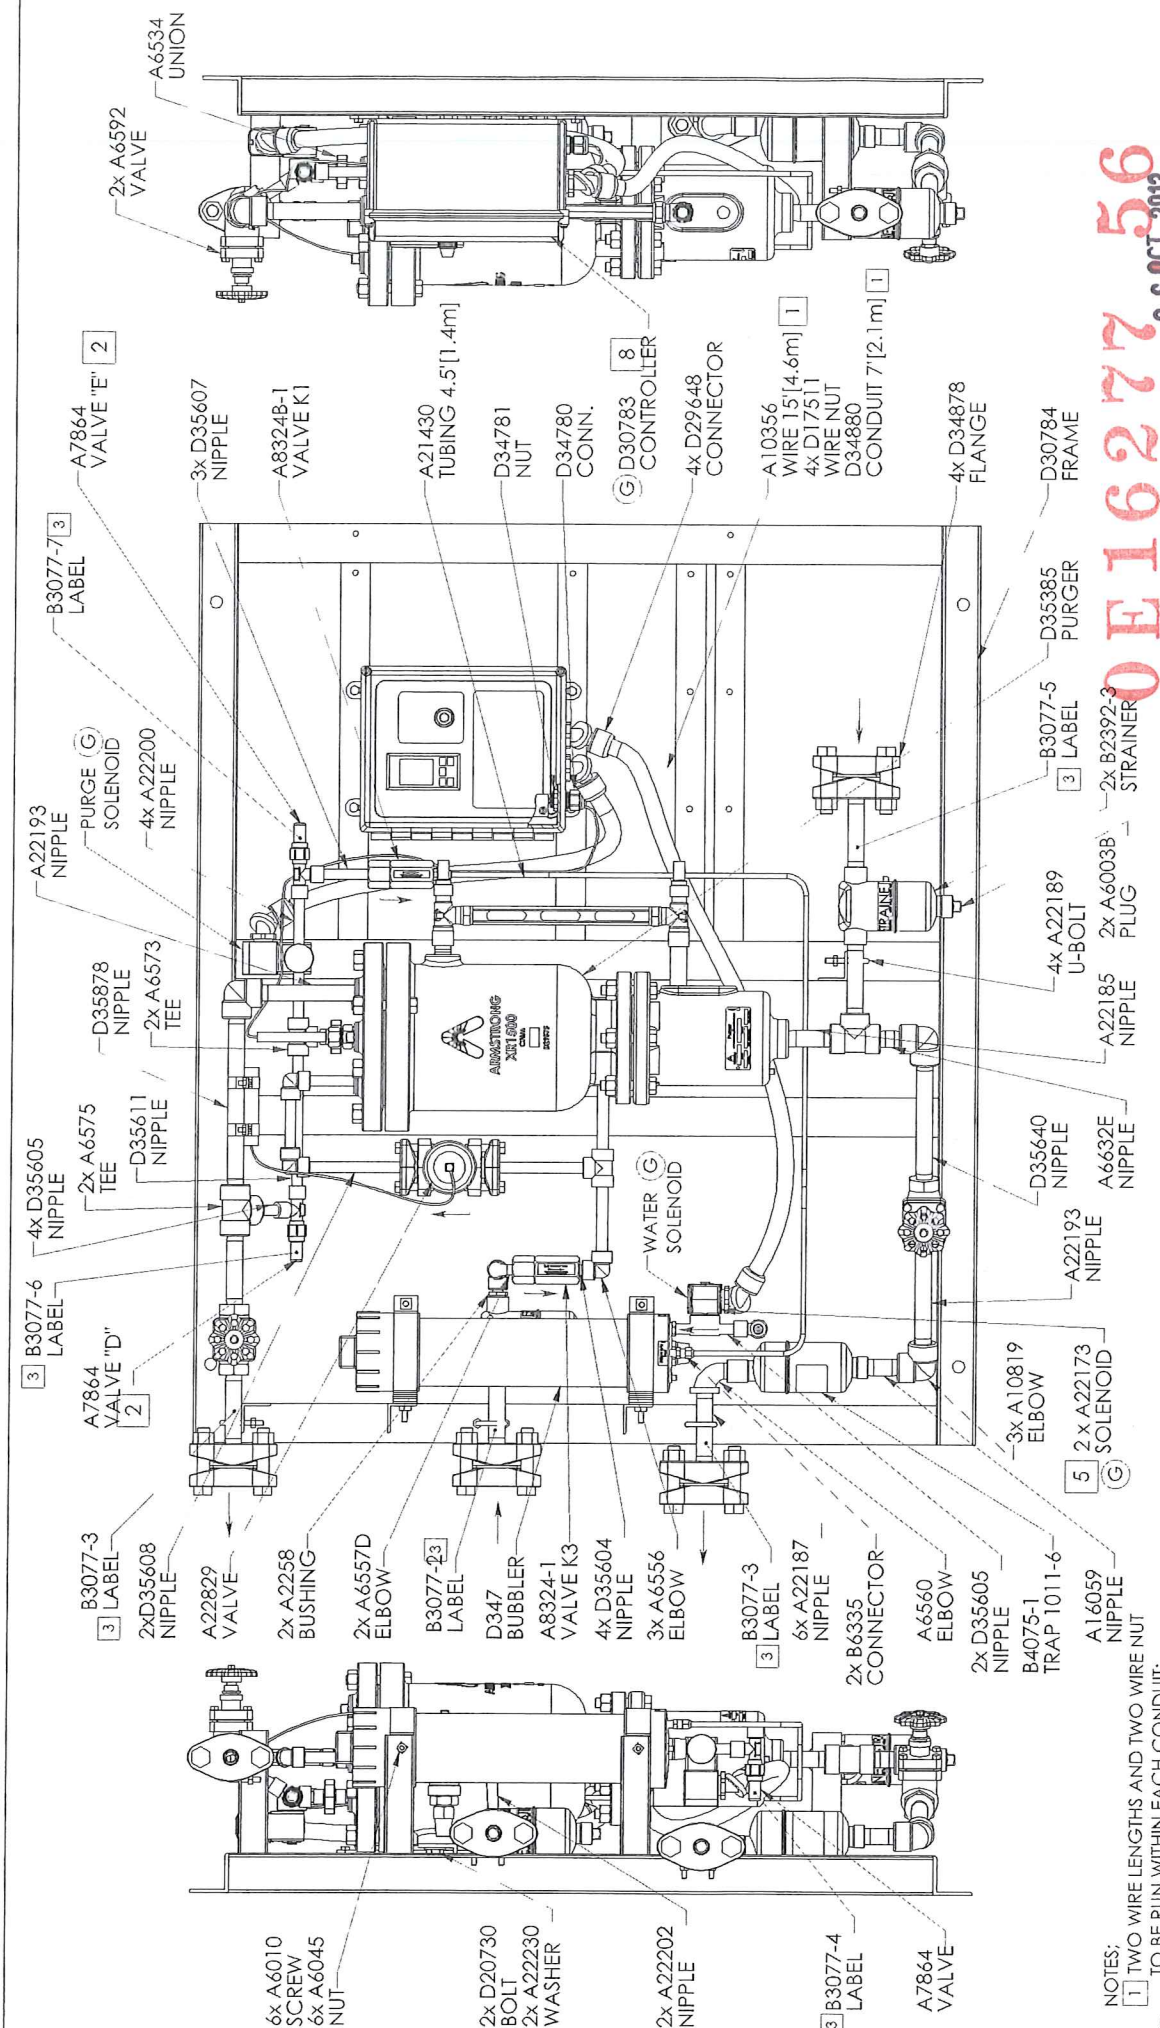 A6534
UNION
2x A6592
VALVE
A7864
VALVE "E" 2
3x D35607
NIPPLE
A8324B-1
VALVE K1
A21430
TUBING 4.5'[1.4m]
D34781
NUT
D34780
CONN.
8
G D30783
CONTROLLER
4x D29648
CONNECTOR
A10356
WIRE 15'[4.6m] 1
4x D17511
WIRE NUT
D34880
CONDUIT 7'[2.1m] 1
4x D34878
FLANGE
D30784
FRAME
B3077-7 3
LABEL
PURGE G
SOLENOID
4x A22200
NIPPLE
A22193
NIPPLE
D35878
NIPPLE
2x A6573
TEE
D35611
NIPPLE
2x A6575
TEE
4x D35605
NIPPLE
3 B3077-6
LABEL
A7864
VALVE "D"
2
ARMSTRONG
WATER G
SOLENOID
D35385
PURGER
B3077-5
3 LABEL
2x B2392-3
STRAINER
2x A6003B
PLUG
4x A22189
U-BOLT
A22185
NIPPLE
A6632E
NIPPLE
D35640
NIPPLE
A22193
NIPPLE
3x A10819
ELBOW
5 2 x A22173
SOLENOID
G
B3077-3
3 LABEL
2xD35608
NIPPLE
A22829
VALVE
2x A2258
BUSHING
2x A6557D
ELBOW
LABEL
D347
BUBBLER
A8324-1
VALVE K3
4x D35604
NIPPLE
3x A6556
ELBOW
B3077-3
3 LABEL
6x A22187
NIPPLE
2x B6335
CONNECTOR
A6560
ELBOW
2x D35605
NIPPLE
B4075-1
TRAP 1011-6
A16059
NIPPLE
6x A6010
SCREW
6x A6045
NUT
2x D20730
BOLT
2x A22230
WASHER
2x A22202
NIPPLE
3 B3077-4
LABEL
A7864
VALVE
NOTES;
1 TWO WIRE LENGTHS AND TWO WIRE NUT
TO BE RUN WITHIN EACH CONDUIT;
0E16277 56
OCT 2013